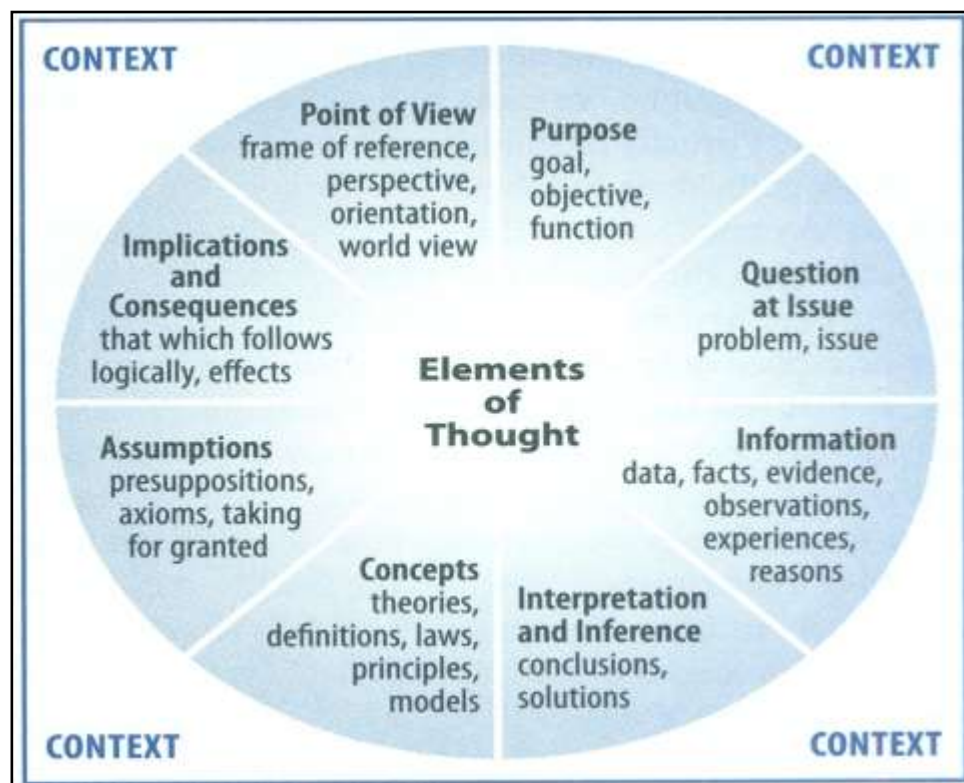 CONTEXT
CONTEXT
Point of View
frame of reference,
perspective,
orientation,
world view
Purpose
goal,
objective,
function
Question
at Issue
problem, issue
Information
data, facts, evidence,
observations,
experiences,
reasons
Interpretation
and Inference
conclusions,
solutions
Concepts
theories,
definitions, laws,
principles,
models
Assumptions
presuppositions,
axioms, taking
for granted
Implications
and
Consequences
that which follows
logically, effects
Elements
of
Thought
CONTEXT
CONTEXT